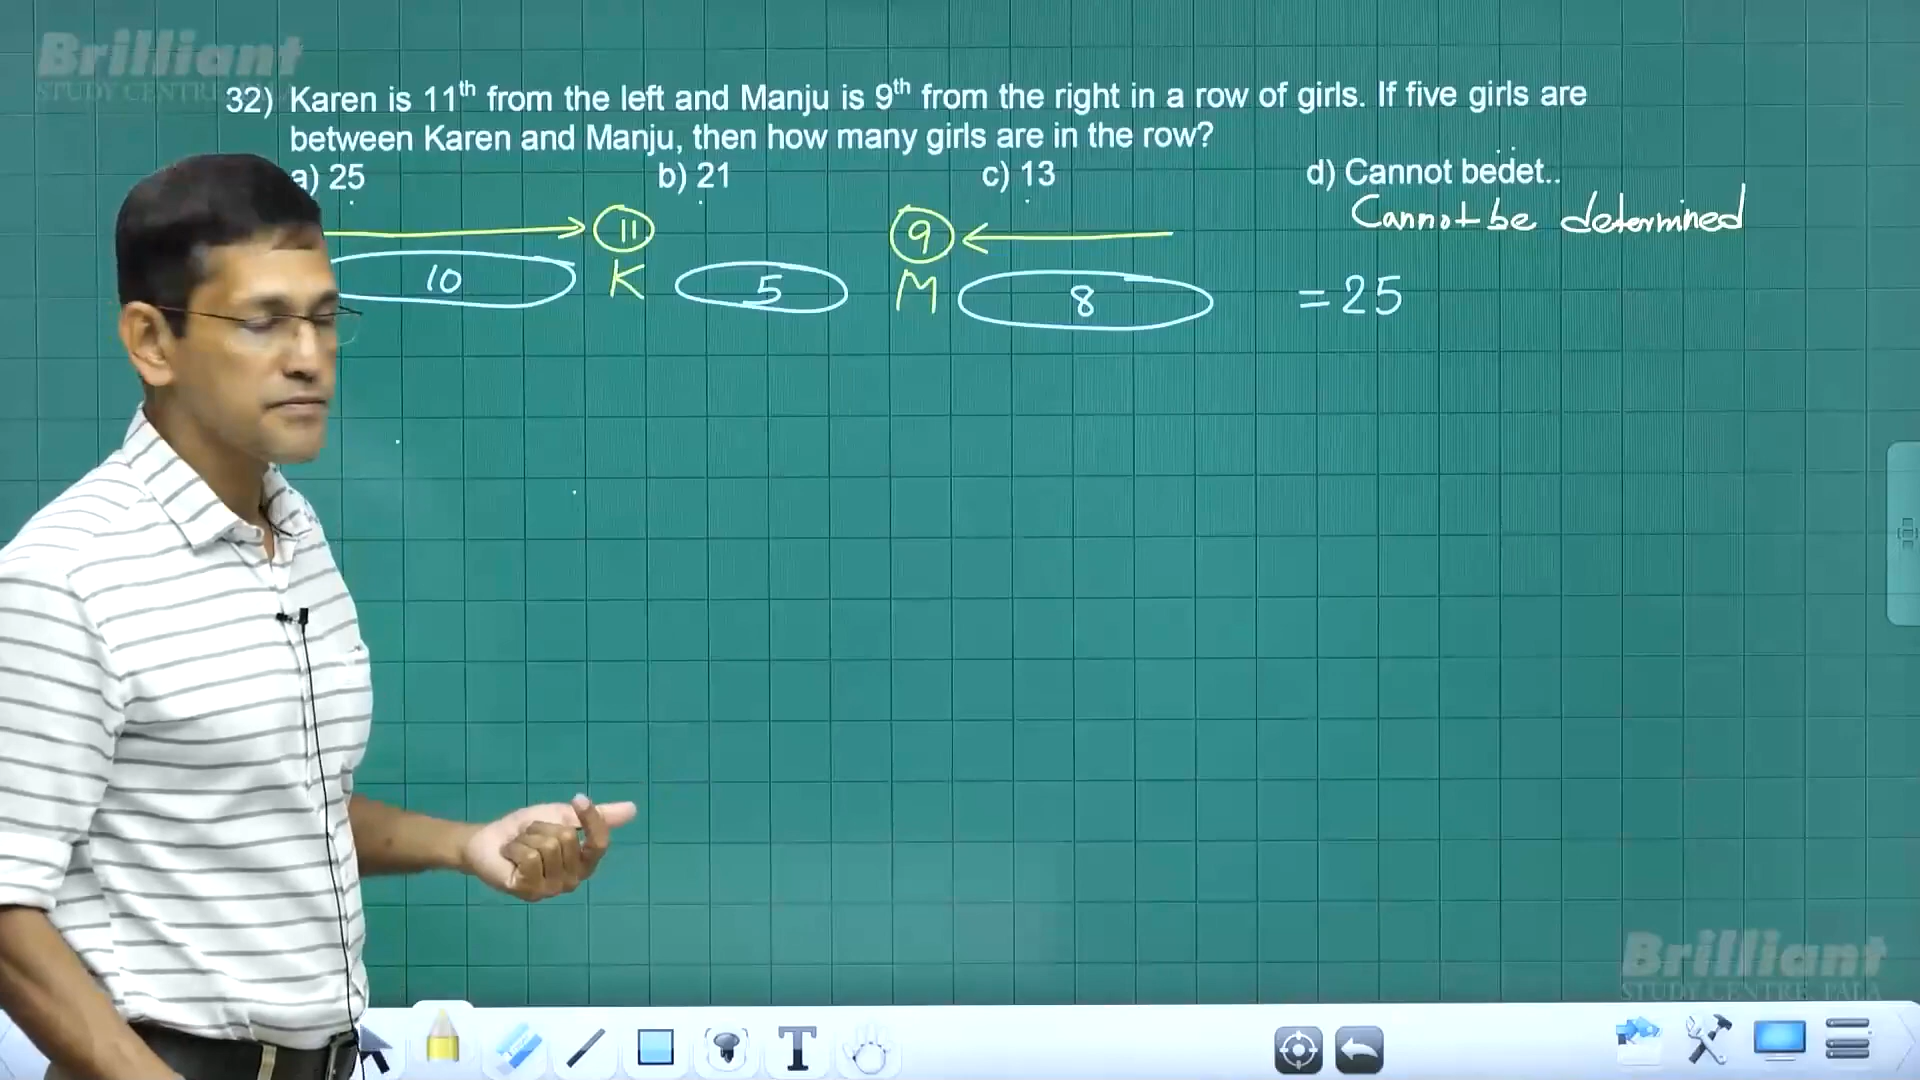 Brilliant
STUDY CENTRE
32) Karen is 11th from the left and Manju is 9th from the right in a row of girls. If five girls are
between Karen and Manju, then how many girls are in the row?
a) 25 b) 21 c) 13 d) Cannot bedet..
Cannot be determined
11 9
10 K 5 M 8 = 25
Brilliant
STUDY CENTRE, PALA
T